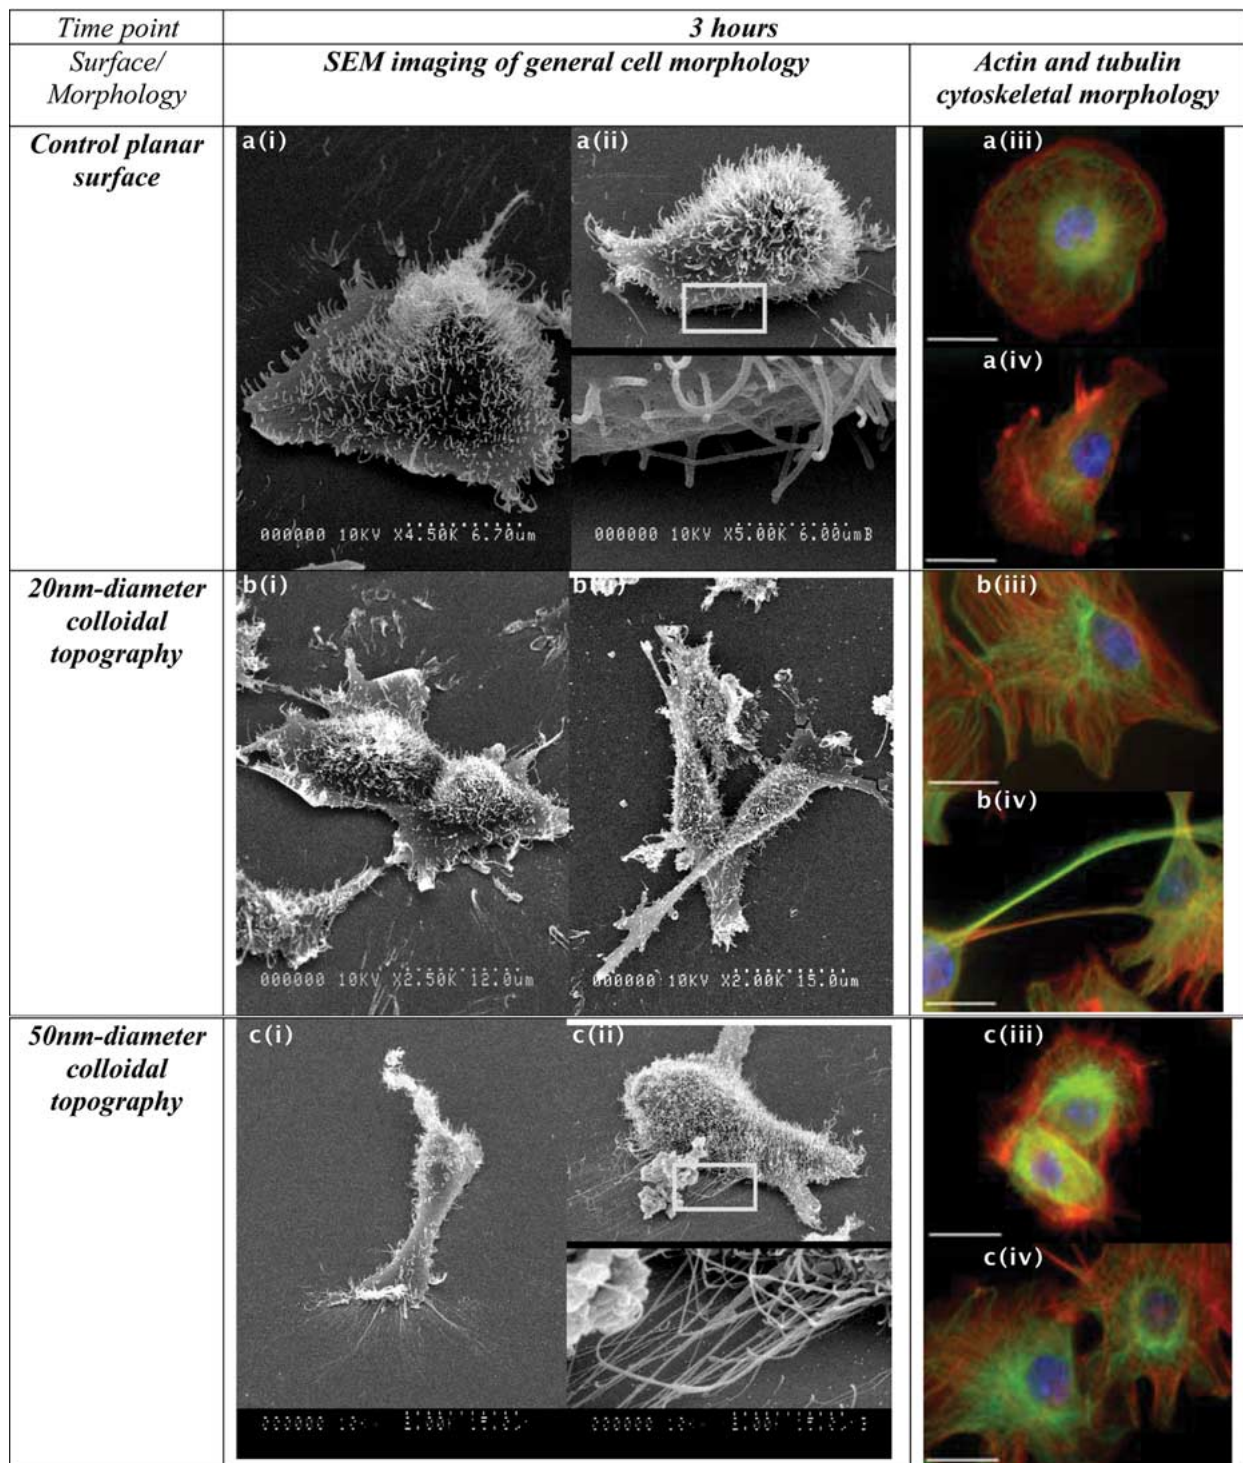 Time point
3 hours
Surface/
Morphology
SEM imaging of general cell morphology
Actin and tubulin
cytoskeletal morphology
Control planar
surface
a(i)
a(ii)
a(iii)
a(iv)
000000 10KV X4.50K 6.70um
000000 10KV X5.00K 6.00umB
20nm-diameter
colloidal
topography
b(i)
b(iii)
b(iv)
000000 10KV X2.50K 12.0um
000000 10KV X2.00K 15.0um
50nm-diameter
colloidal
topography
c(i)
c(ii)
c(iii)
c(iv)